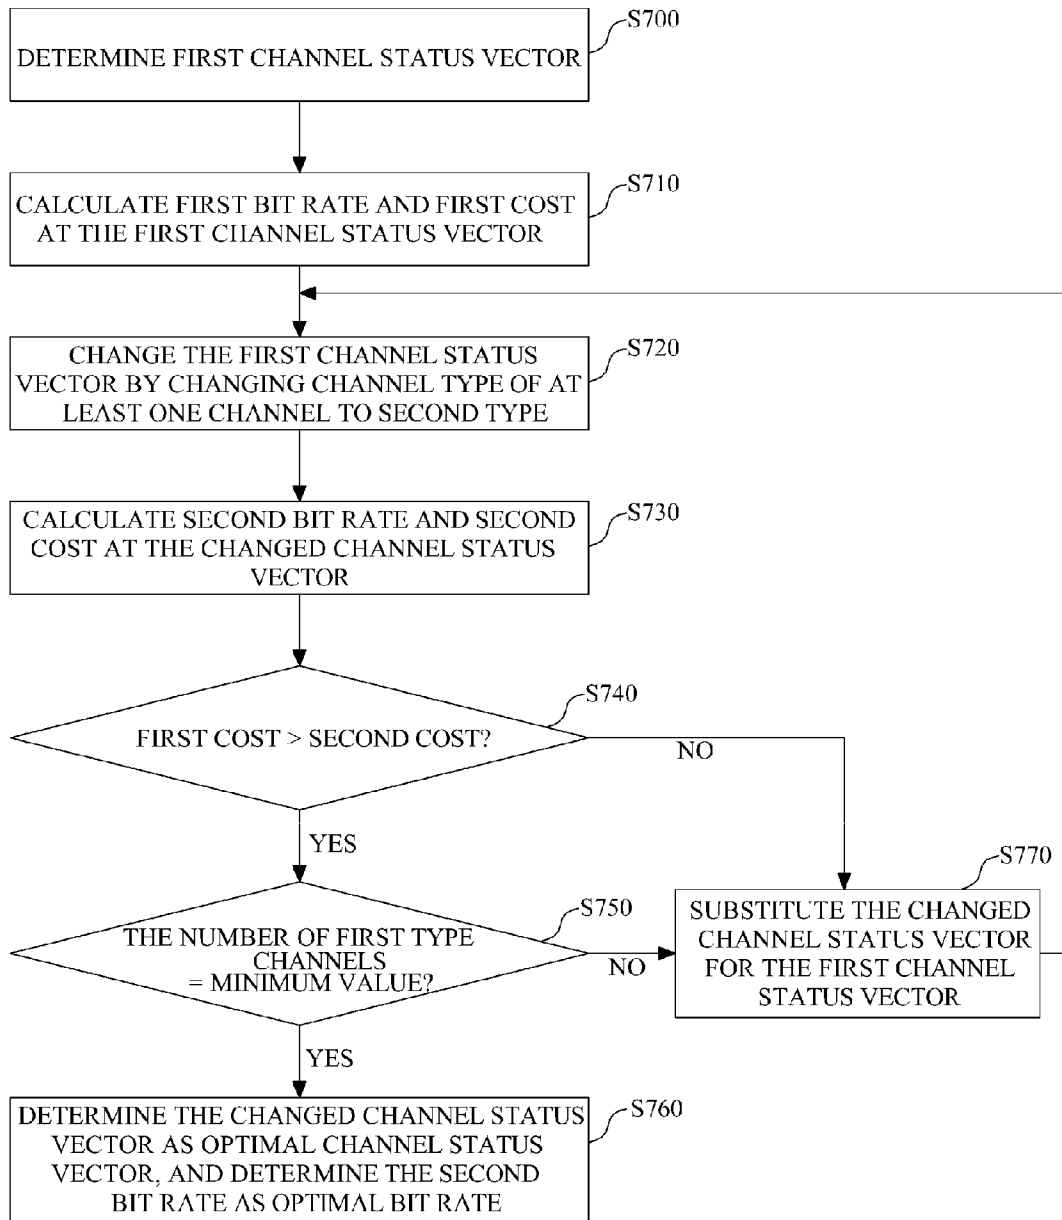 S700
DETERMINE FIRST CHANNEL STATUS VECTOR
S710
CALCULATE FIRST BIT RATE AND FIRST COST
AT THE FIRST CHANNEL STATUS VECTOR
S720
CHANGE THE FIRST CHANNEL STATUS
VECTOR BY CHANGING CHANNEL TYPE OF AT
LEAST ONE CHANNEL TO SECOND TYPE
S730
CALCULATE SECOND BIT RATE AND SECOND
COST AT THE CHANGED CHANNEL STATUS
VECTOR
S740
FIRST COST > SECOND COST?
NO
YES
S750
THE NUMBER OF FIRST TYPE
CHANNELS
= MINIMUM VALUE?
NO
YES
S770
SUBSTITUTE THE CHANGED
CHANNEL STATUS VECTOR
FOR THE FIRST CHANNEL
STATUS VECTOR
S760
DETERMINE THE CHANGED CHANNEL STATUS
VECTOR AS OPTIMAL CHANNEL STATUS
VECTOR, AND DETERMINE THE SECOND
BIT RATE AS OPTIMAL BIT RATE